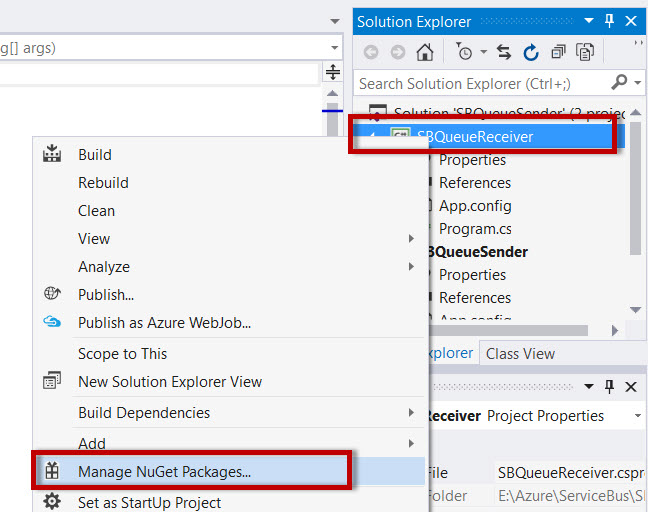 Solution Explorer
g[] args)
Search Solution Explorer (Ctrl+;)
Solution 'SBQueueSender' (2 projec
C# SBQueueReceiver
Properties
References
App.config
Program.cs
BQueueSender
Properties
References
App.config
Build
Rebuild
Clean
View
Analyze
Publish...
Publish as Azure WebJob...
Scope to This
New Solution Explorer View
Build Dependencies
Add
Manage NuGet Packages...
Set as StartUp Project
xplorer Class View
Receiver Project Properties
File SBQueueReceiver.cspro
Folder E:\Azure\ServiceBus\S